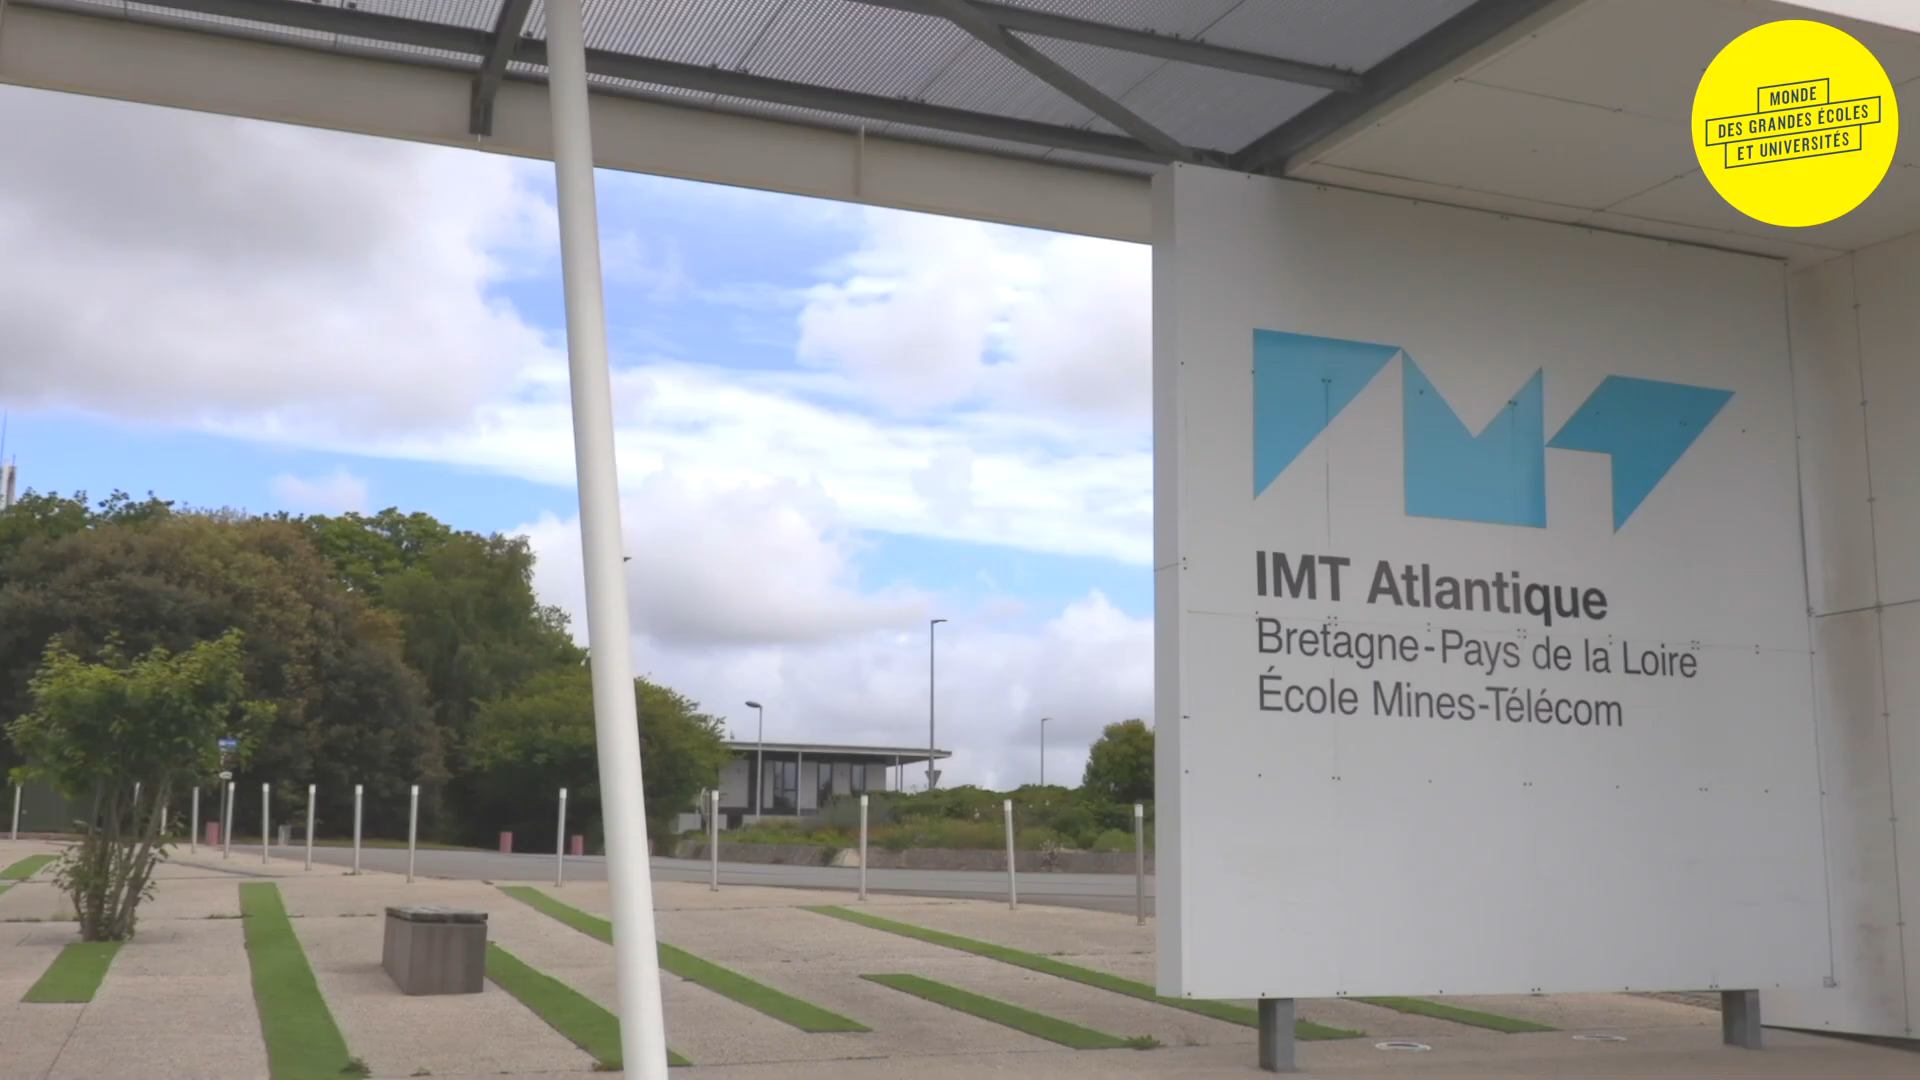 MONDE
DES GRANDES ÉCOLES
ET UNIVERSITÉS
IMT Atlantique
Bretagne-Pays de la Loire
École Mines-Télécom